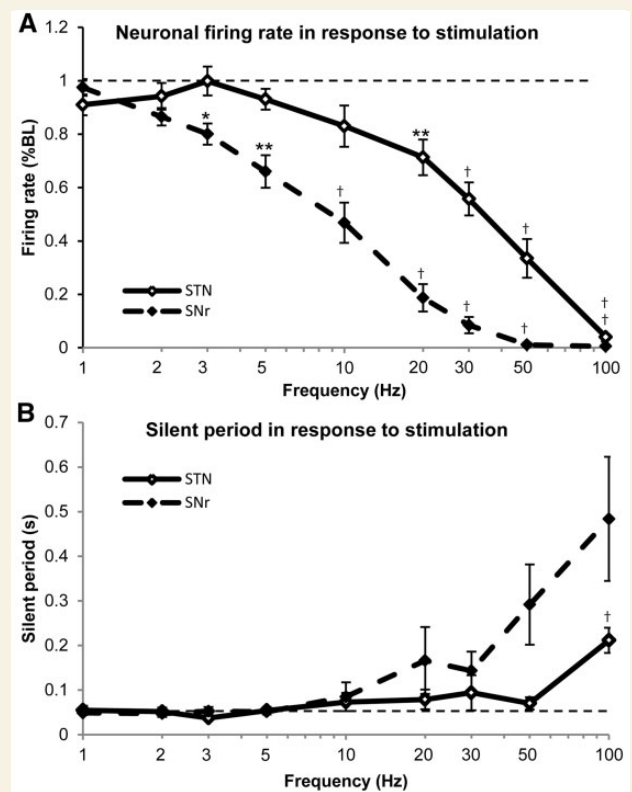 A
Neuronal firing rate in response to stimulation
1.2
1
0.8
0.6
0.4
0.2
0
Firing rate (%BL)
*
**
†
†
†
†
**
†
†
†
†
STN
SNr
1 2 3 5 10 20 30 50 100
Frequency (Hz)
B
Silent period in response to stimulation
0.7
0.6
0.5
0.4
0.3
0.2
0.1
0
Silent period (s)
STN
SNr
†
1 2 3 5 10 20 30 50 100
Frequency (Hz)